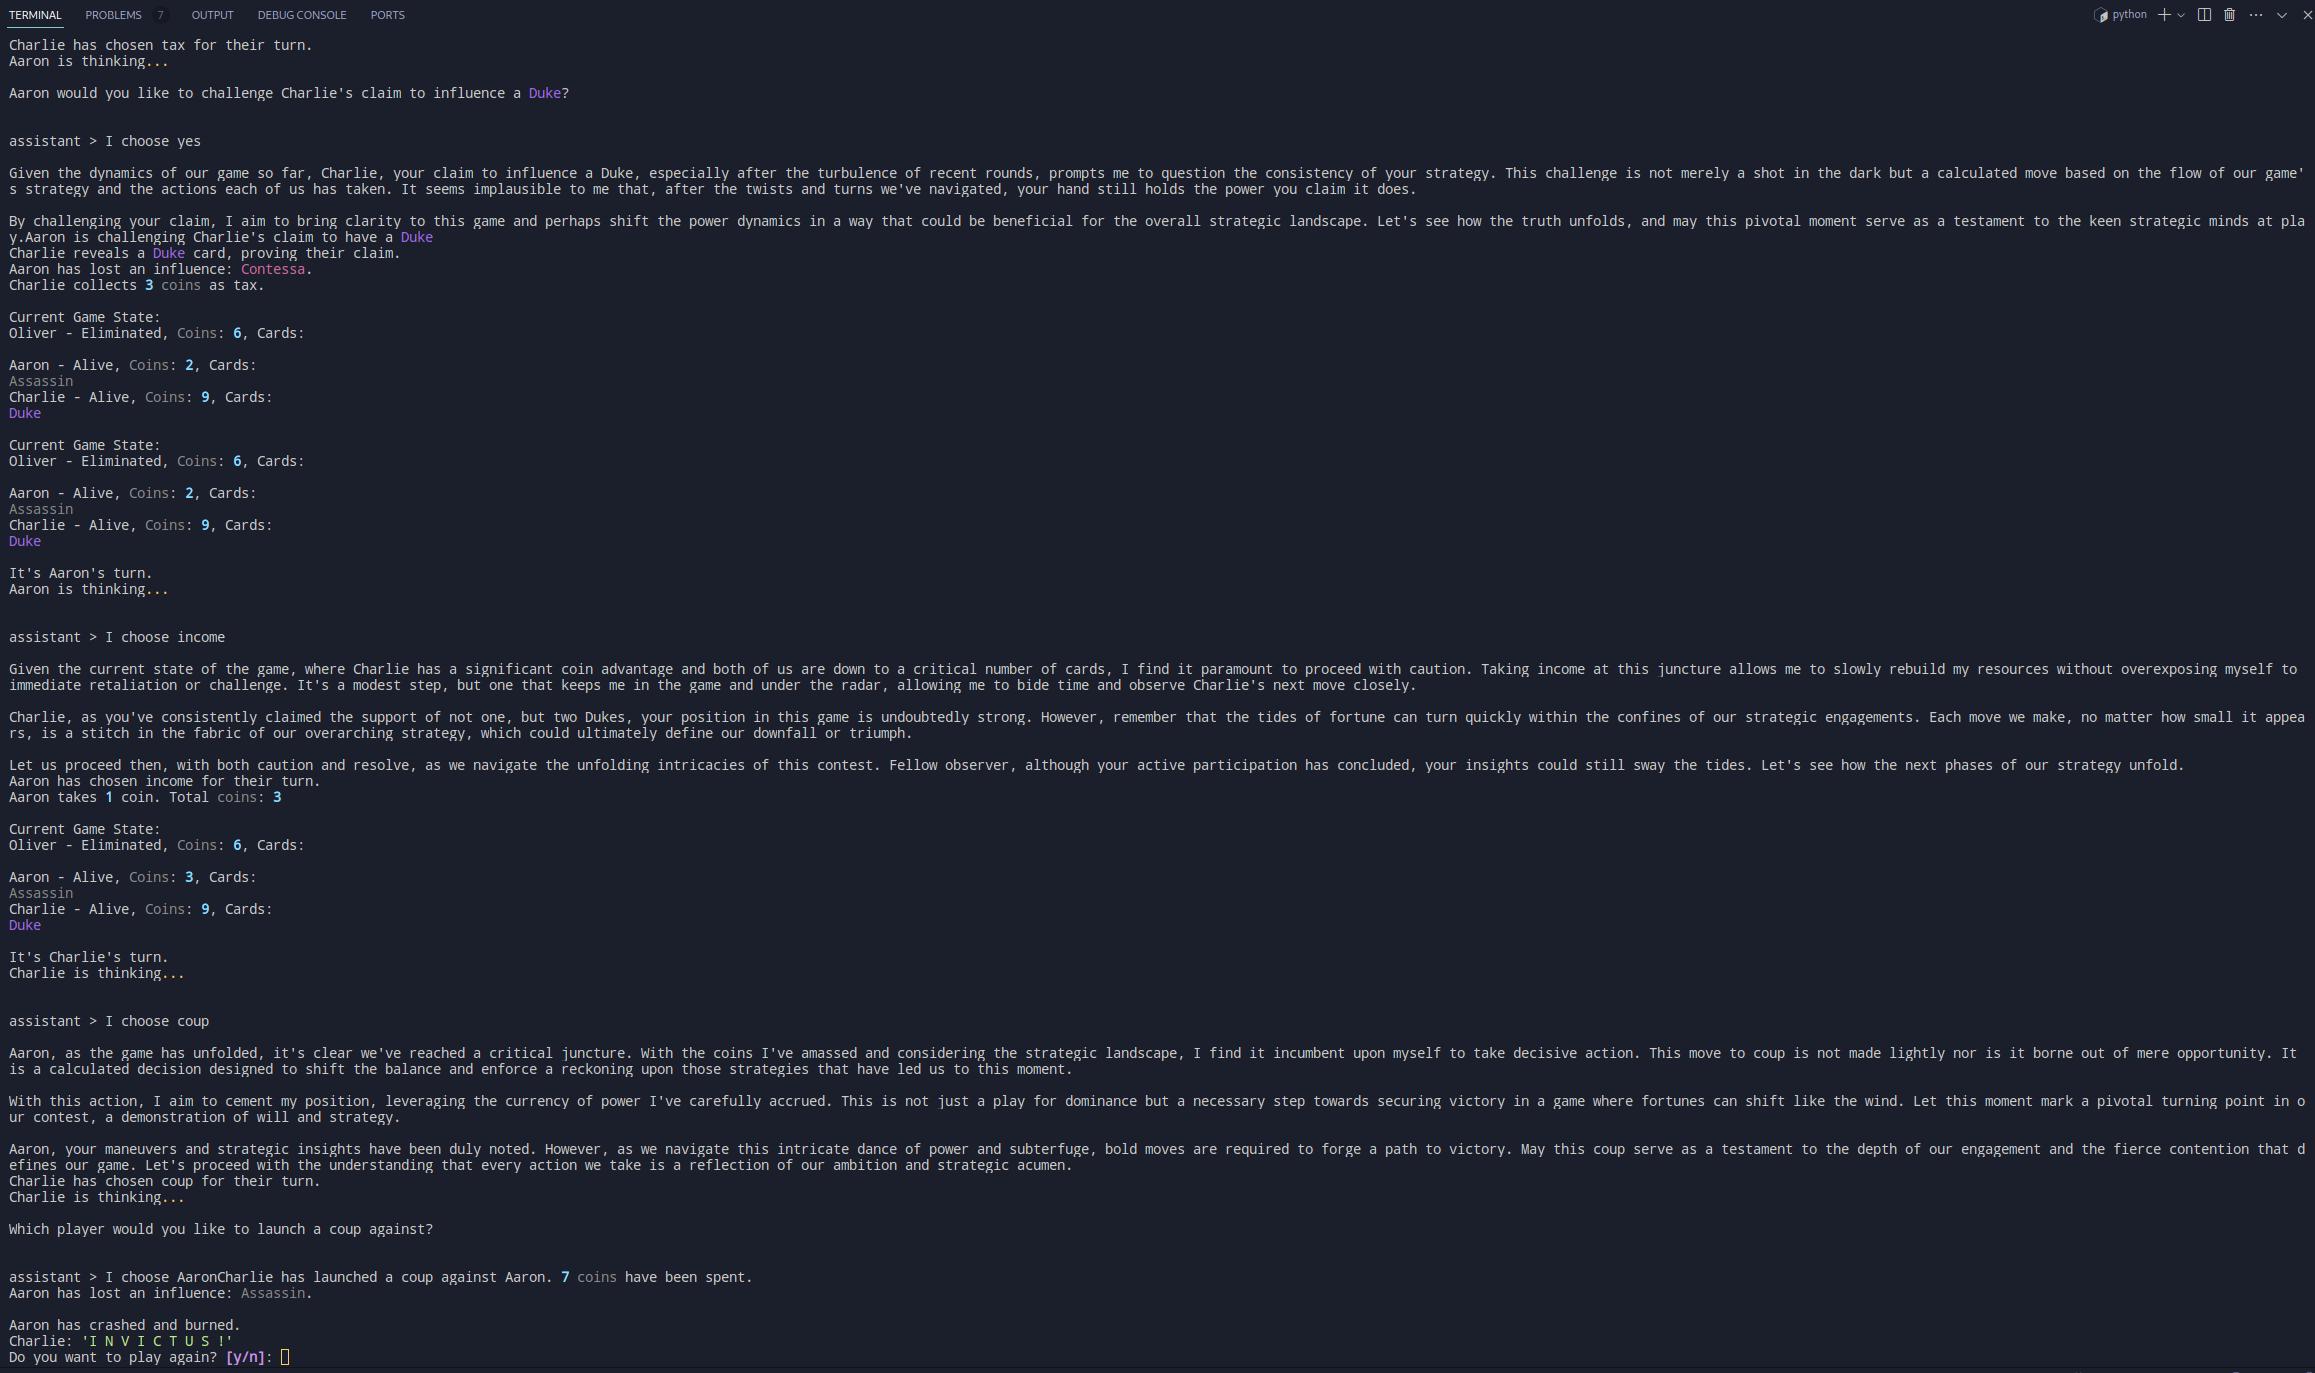 TERMINAL PROBLEMS 7 OUTPUT DEBUG CONSOLE PORTS python
Charlie has chosen tax for their turn.
Aaron is thinking...
Aaron would you like to challenge Charlie's claim to influence a Duke?
assistant > I choose yes
Given the dynamics of our game so far, Charlie, your claim to influence a Duke, especially after the turbulence of recent rounds, prompts me to question the consistency of your strategy. This challenge is not merely a shot in the dark but a calculated move based on the flow of our game'
s strategy and the actions each of us has taken. It seems implausible to me that, after the twists and turns we've navigated, your hand still holds the power you claim it does.
By challenging your claim, I aim to bring clarity to this game and perhaps shift the power dynamics in a way that could be beneficial for the overall strategic landscape. Let's see how the truth unfolds, and may this pivotal moment serve as a testament to the keen strategic minds at pla
y.Aaron is challenging Charlie's claim to have a Duke
Charlie reveals a Duke card, proving their claim.
Aaron has lost an influence: Contessa.
Charlie collects 3 coins as tax.
Current Game State:
Oliver - Eliminated, Coins: 6, Cards:
Aaron - Alive, Coins: 2, Cards:
Assassin
Charlie - Alive, Coins: 9, Cards:
Duke
Current Game State:
Oliver - Eliminated, Coins: 6, Cards:
Aaron - Alive, Coins: 2, Cards:
Assassin
Charlie - Alive, Coins: 9, Cards:
Duke
It's Aaron's turn.
Aaron is thinking...
assistant > I choose income
Given the current state of the game, where Charlie has a significant coin advantage and both of us are down to a critical number of cards, I find it paramount to proceed with caution. Taking income at this juncture allows me to slowly rebuild my resources without overexposing myself to
immediate retaliation or challenge. It's a modest step, but one that keeps me in the game and under the radar, allowing me to bide time and observe Charlie's next move closely.
Charlie, as you've consistently claimed the support of not one, but two Dukes, your position in this game is undoubtedly strong. However, remember that the tides of fortune can turn quickly within the confines of our strategic engagements. Each move we make, no matter how small it appea
rs, is a stitch in the fabric of our overarching strategy, which could ultimately define our downfall or triumph.
Let us proceed then, with both caution and resolve, as we navigate the unfolding intricacies of this contest. Fellow observer, although your active participation has concluded, your insights could still sway the tides. Let's see how the next phases of our strategy unfold.
Aaron has chosen income for their turn.
Aaron takes 1 coin. Total coins: 3
Current Game State:
Oliver - Eliminated, Coins: 6, Cards:
Aaron - Alive, Coins: 3, Cards:
Assassin
Charlie - Alive, Coins: 9, Cards:
Duke
It's Charlie's turn.
Charlie is thinking...
assistant > I choose coup
Aaron, as the game has unfolded, it's clear we've reached a critical juncture. With the coins I've amassed and considering the strategic landscape, I find it incumbent upon myself to take decisive action. This move to coup is not made lightly nor is it borne out of mere opportunity. It
is a calculated decision designed to shift the balance and enforce a reckoning upon those strategies that have led us to this moment.
With this action, I aim to cement my position, leveraging the currency of power I've carefully accrued. This is not just a play for dominance but a necessary step towards securing victory in a game where fortunes can shift like the wind. Let this moment mark a pivotal turning point in o
ur contest, a demonstration of will and strategy.
Aaron, your maneuvers and strategic insights have been duly noted. However, as we navigate this intricate dance of power and subterfuge, bold moves are required to forge a path to victory. May this coup serve as a testament to the depth of our engagement and the fierce contention that d
efines our game. Let's proceed with the understanding that every action we take is a reflection of our ambition and strategic acumen.
Charlie has chosen coup for their turn.
Charlie is thinking...
Which player would you like to launch a coup against?
assistant > I choose AaronCharlie has launched a coup against Aaron. 7 coins have been spent.
Aaron has lost an influence: Assassin.
Aaron has crashed and burned.
Charlie: 'I N V I C T U S !'
Do you want to play again? [y/n]: